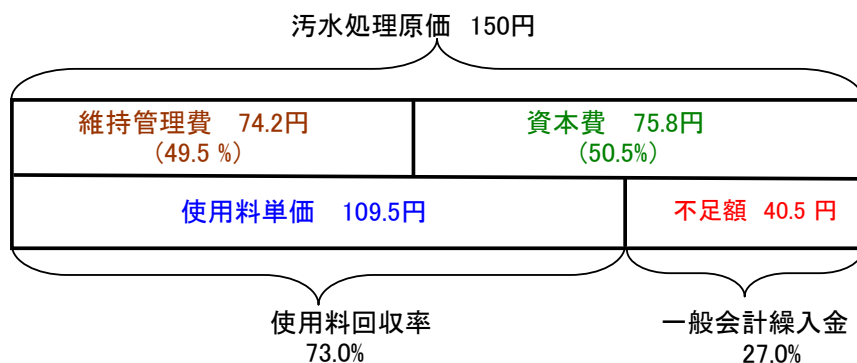 汚水処理原価 150円
維持管理費 74.2円
(49.5 %)
資本費 75.8円
(50.5%)
使用料単価 109.5円
不足額 40.5 円
使用料回収率
73.0%
一般会計繰入金
27.0%